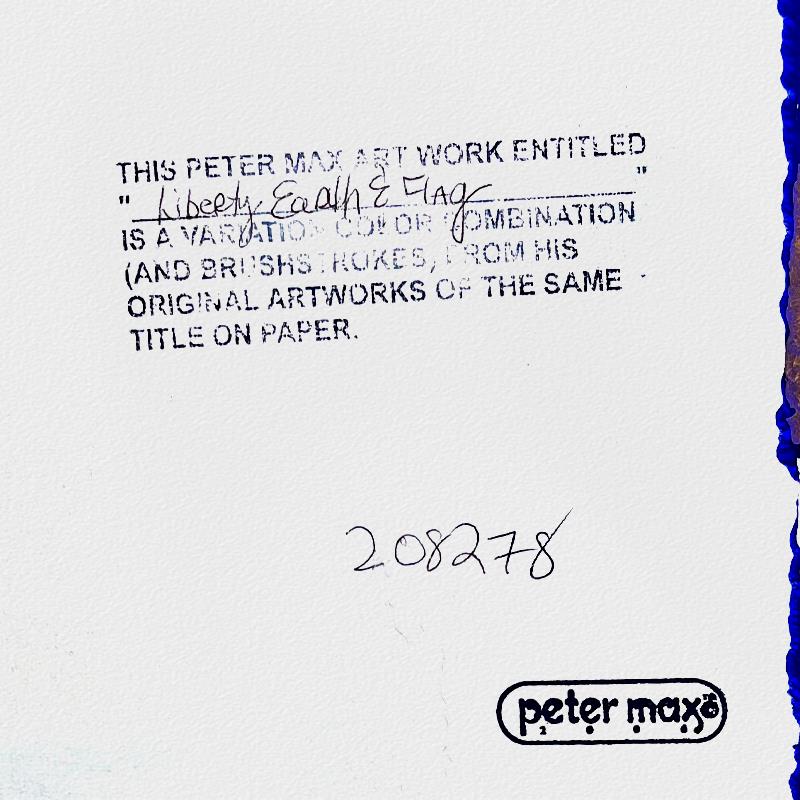 THIS PETER MAX ART WORK ENTITLED
" Liberty Earth & Flag "
IS A VARIATION COLOR COMBINATION
(AND BRUSHSTROKES) FROM HIS
ORIGINAL ARTWORKS OF THE SAME
TITLE ON PAPER.
208278
peter max